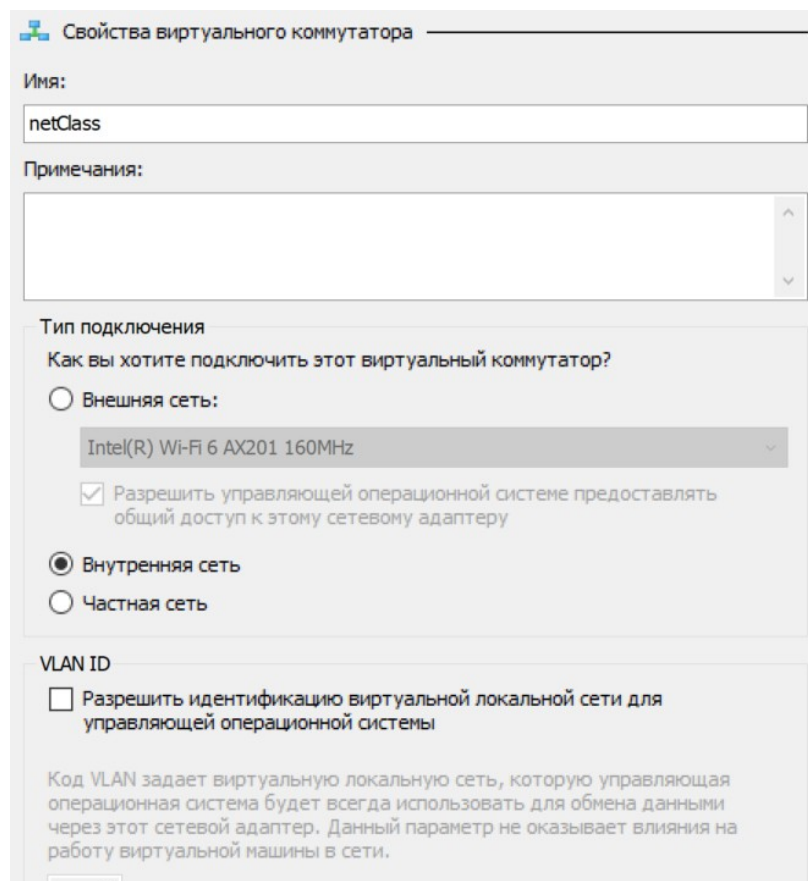 Свойства виртуального коммутатора
Имя:
netClass
Примечания:
Тип подключения
Как вы хотите подключить этот виртуальный коммутатор?
Внешняя сеть:
Intel(R) Wi-Fi 6 AX201 160MHz
Разрешить управляющей операционной системе предоставлять
общий доступ к этому сетевому адаптеру
Внутренняя сеть
Частная сеть
VLAN ID
Разрешить идентификацию виртуальной локальной сети для
управляющей операционной системы
Код VLAN задает виртуальную локальную сеть, которую управляющая
операционная система будет всегда использовать для обмена данными
через этот сетевой адаптер. Данный параметр не оказывает влияния на
работу виртуальной машины в сети.